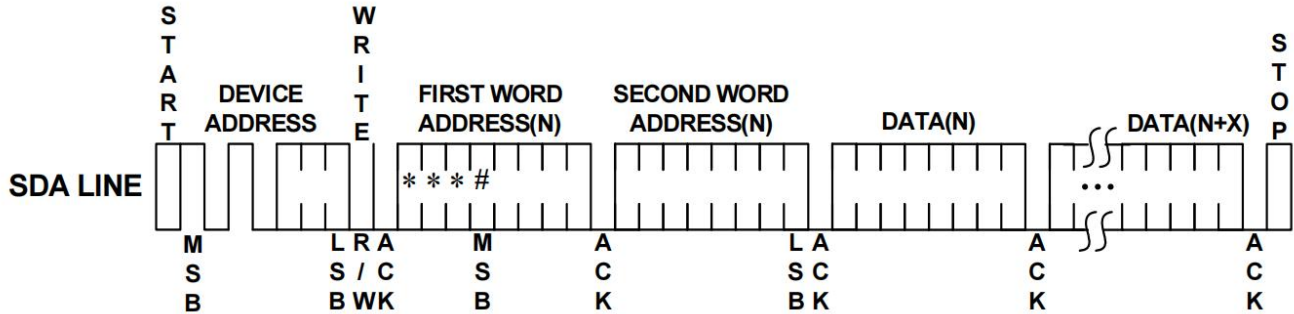 START
WRITE
STOP
DEVICE
ADDRESS
FIRST WORD
ADDRESS(N)
SECOND WORD
ADDRESS(N)
DATA(N)
DATA(N+X)
SDA LINE
* * * #
...
MSB
LSB
R/W
ACK
MSB
ACK
LSB
ACK
ACK
ACK